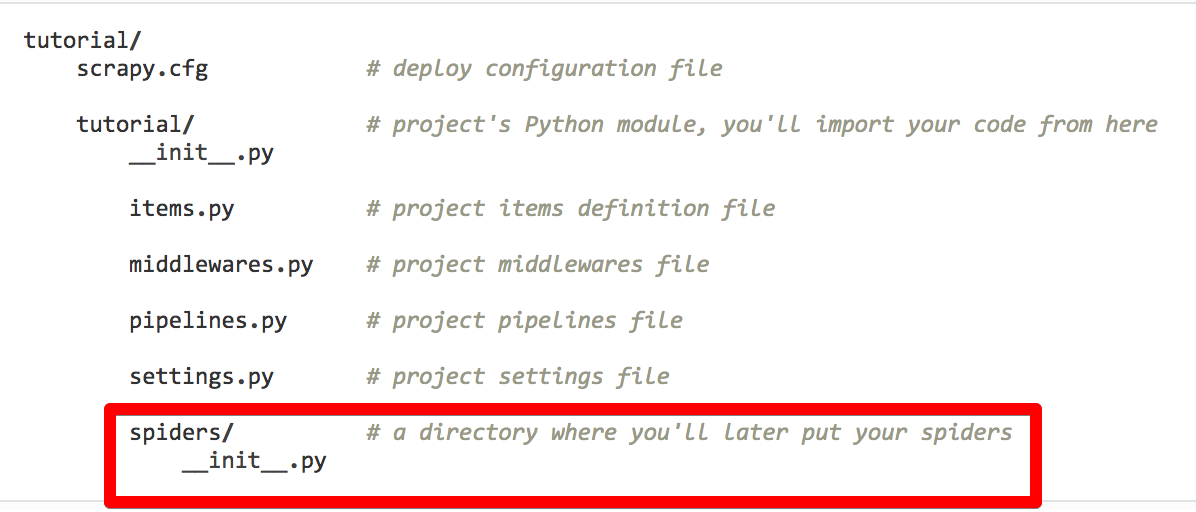 tutorial/
scrapy.cfg # deploy configuration file
tutorial/ # project's Python module, you'll import your code from here
__init__.py
items.py # project items definition file
middlewares.py # project middlewares file
pipelines.py # project pipelines file
settings.py # project settings file
spiders/ # a directory where you'll later put your spiders
__init__.py